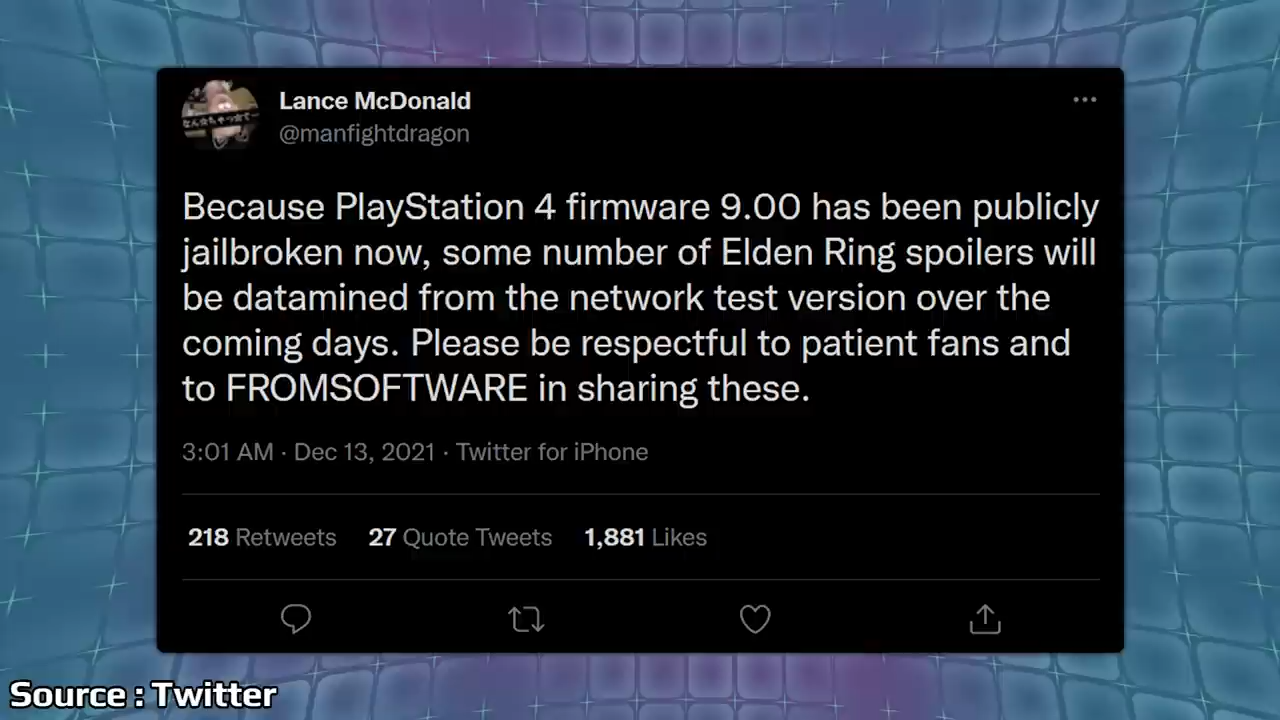 Lance McDonald
@manfightdragon
Because PlayStation 4 firmware 9.00 has been publicly
jailbroken now, some number of Elden Ring spoilers will
be datamined from the network test version over the
coming days. Please be respectful to patient fans and
to FROMSOFTWARE in sharing these.
3:01 AM · Dec 13, 2021 · Twitter for iPhone
218 Retweets 27 Quote Tweets 1,881 Likes
Source : Twitter